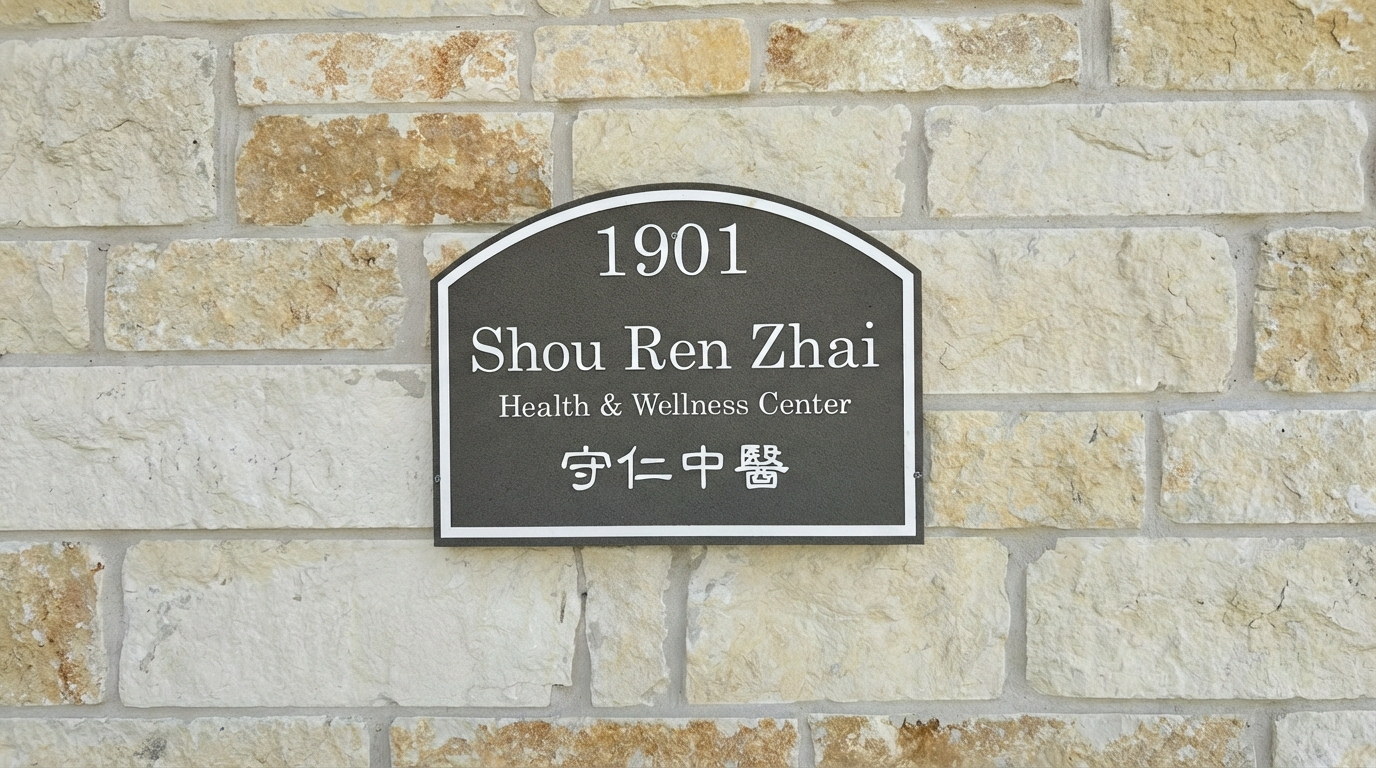 1901
Shou Ren Zhai
Health & Wellness Center
守仁中醫